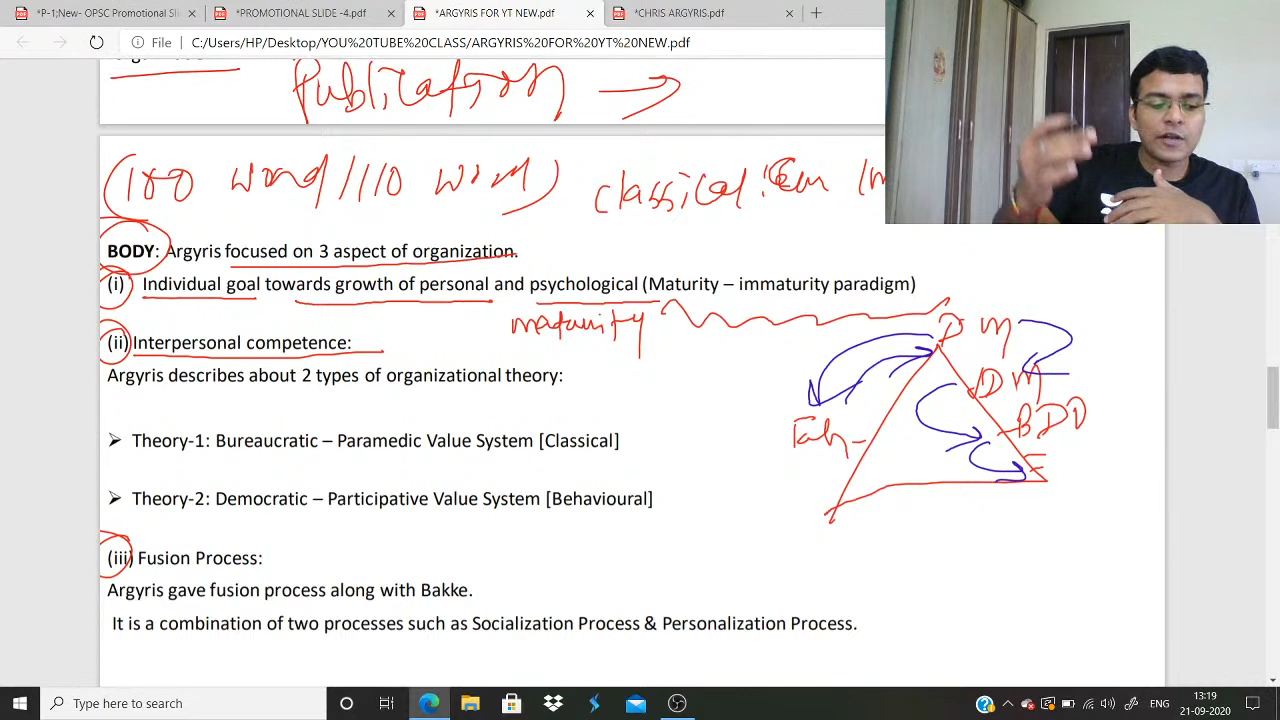 *P-1;New- OPSC Promotional Slid
*PROMOTIONAL SLIDE -4.pdf
*ARGYRIS FOR YT NEW.pdf
*CHRIS ARGYRIS.pdf
File C:/Users/HP/Desktop/YOU%20TUBE%20CLASS/ARGYRIS%20FOR%20YT%20NEW.pdf
Publication →
(100 word/110 word) classical
BODY: Argyris focused on 3 aspect of organization.
(i) Individual goal towards growth of personal and psychological (Maturity – immaturity paradigm)
maturity
(ii) Interpersonal competence:
P M
Argyris describes about 2 types of organizational theory:
D M
BDO
➢ Theory-1: Bureaucratic – Paramedic Value System [Classical]
➢ Theory-2: Democratic – Participative Value System [Behavioural]
(iii) Fusion Process:
Argyris gave fusion process along with Bakke.
It is a combination of two processes such as Socialization Process & Personalization Process.
Type here to search
ENG
13:19
21-09-2020